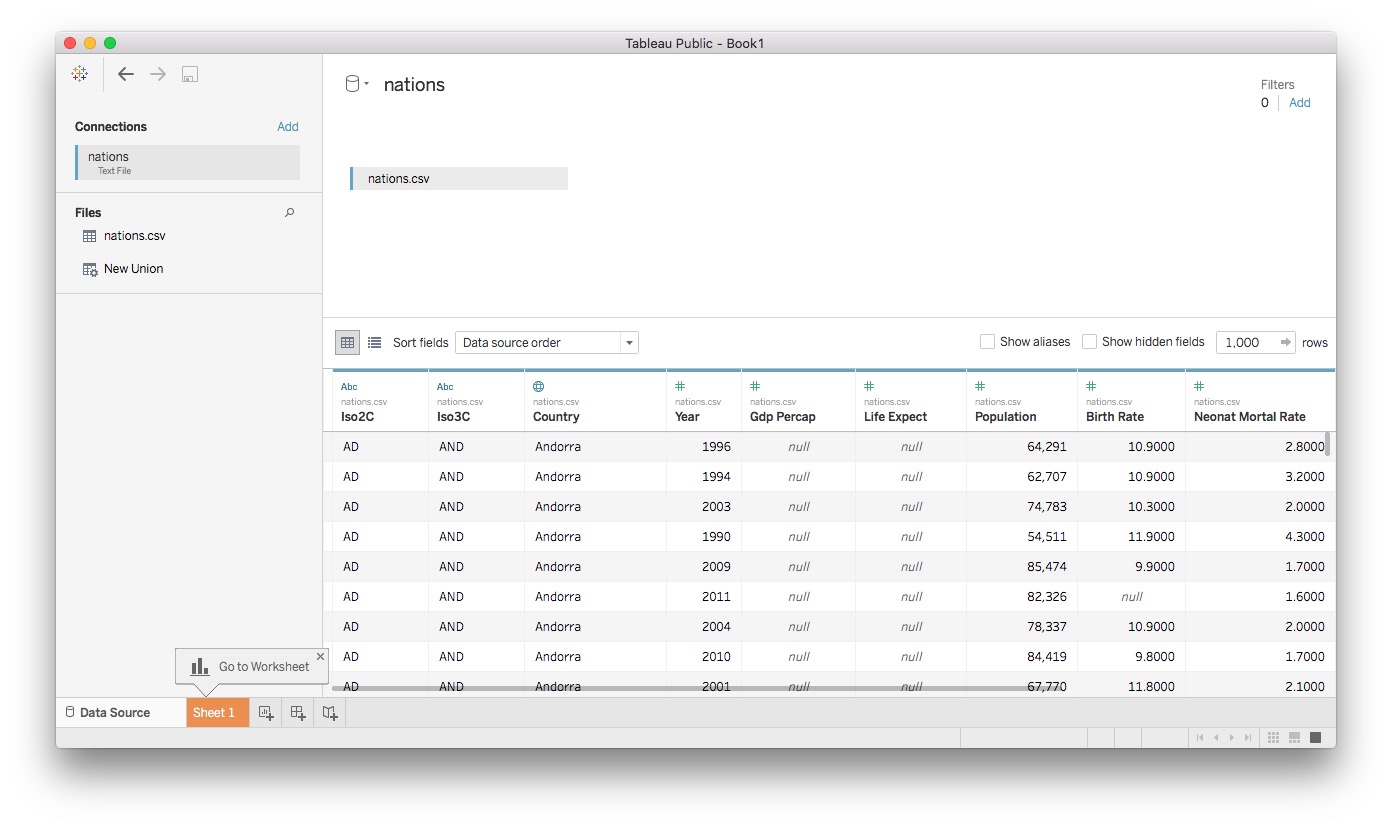 Tableau Public - Book1
Connections Add
nations
Text File
Files
nations.csv
New Union
nations
Filters
0 Add
nations.csv
Sort fields Data source order Show aliases Show hidden fields 1,000 rows
Abc Abc # # # # # #
nations.csv nations.csv nations.csv nations.csv nations.csv nations.csv nations.csv nations.csv nations.csv
Iso2C Iso3C Country Year Gdp Percap Life Expect Population Birth Rate Neonat Mortal Rate
AD AND Andorra 1996 null null 64,291 10.9000 2.8000
AD AND Andorra 1994 null null 62,707 10.9000 3.2000
AD AND Andorra 2003 null null 74,783 10.3000 2.0000
AD AND Andorra 1990 null null 54,511 11.9000 4.3000
AD AND Andorra 2009 null null 85,474 9.9000 1.7000
AD AND Andorra 2011 null null 82,326 null 1.6000
AD AND Andorra 2004 null null 78,337 10.9000 2.0000
AD AND Andorra 2010 null null 84,419 9.8000 1.7000
AD AND Andorra 2001 null null 67,770 11.8000 2.1000
Go to Worksheet
Data Source Sheet 1